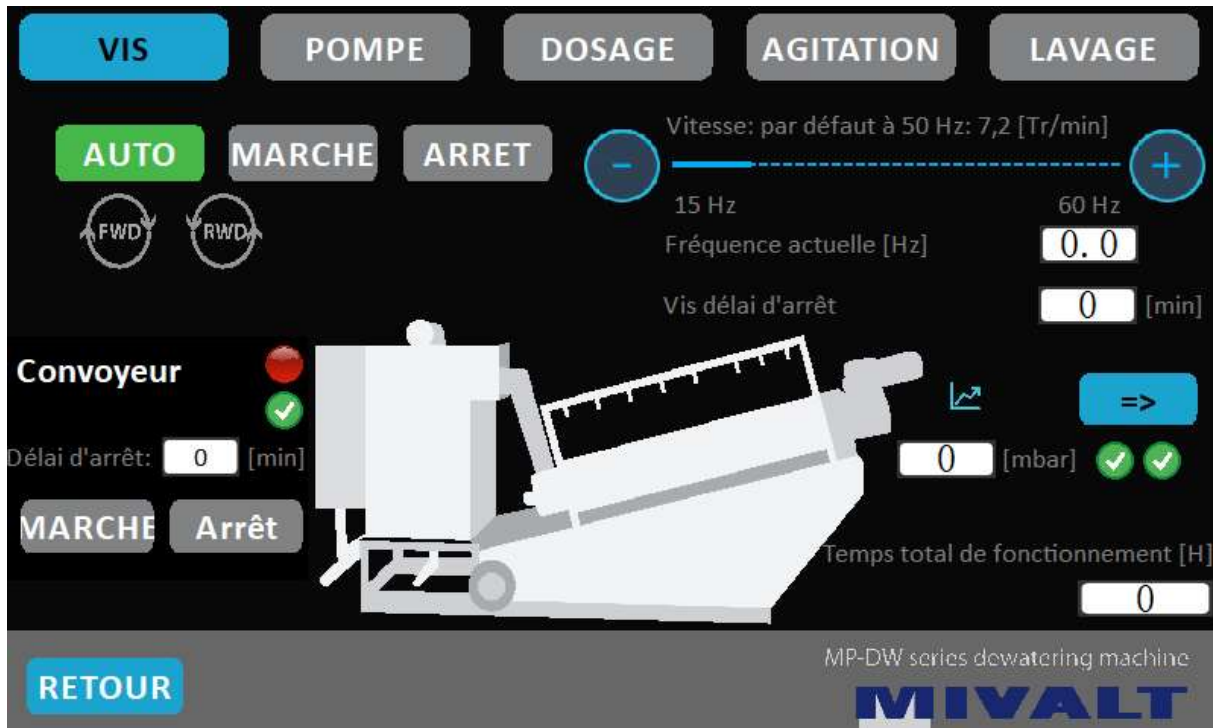 VIS POMPE DOSAGE AGITATION LAVAGE
AUTO MARCHE ARRET
Vitesse: par défaut à 50 Hz: 7,2 [Tr/min]
- +
15 Hz 60 Hz
FWD RWD
Fréquence actuelle [Hz] 0.0
Vis délai d'arrêt 0 [min]
Convoyeur
Délai d'arrêt: 0 [min]
MARCHE Arrêt
=>
0 [mbar]
Temps total de fonctionnement [H]
0
RETOUR
MP-DW series dewatering machine
MIVALT